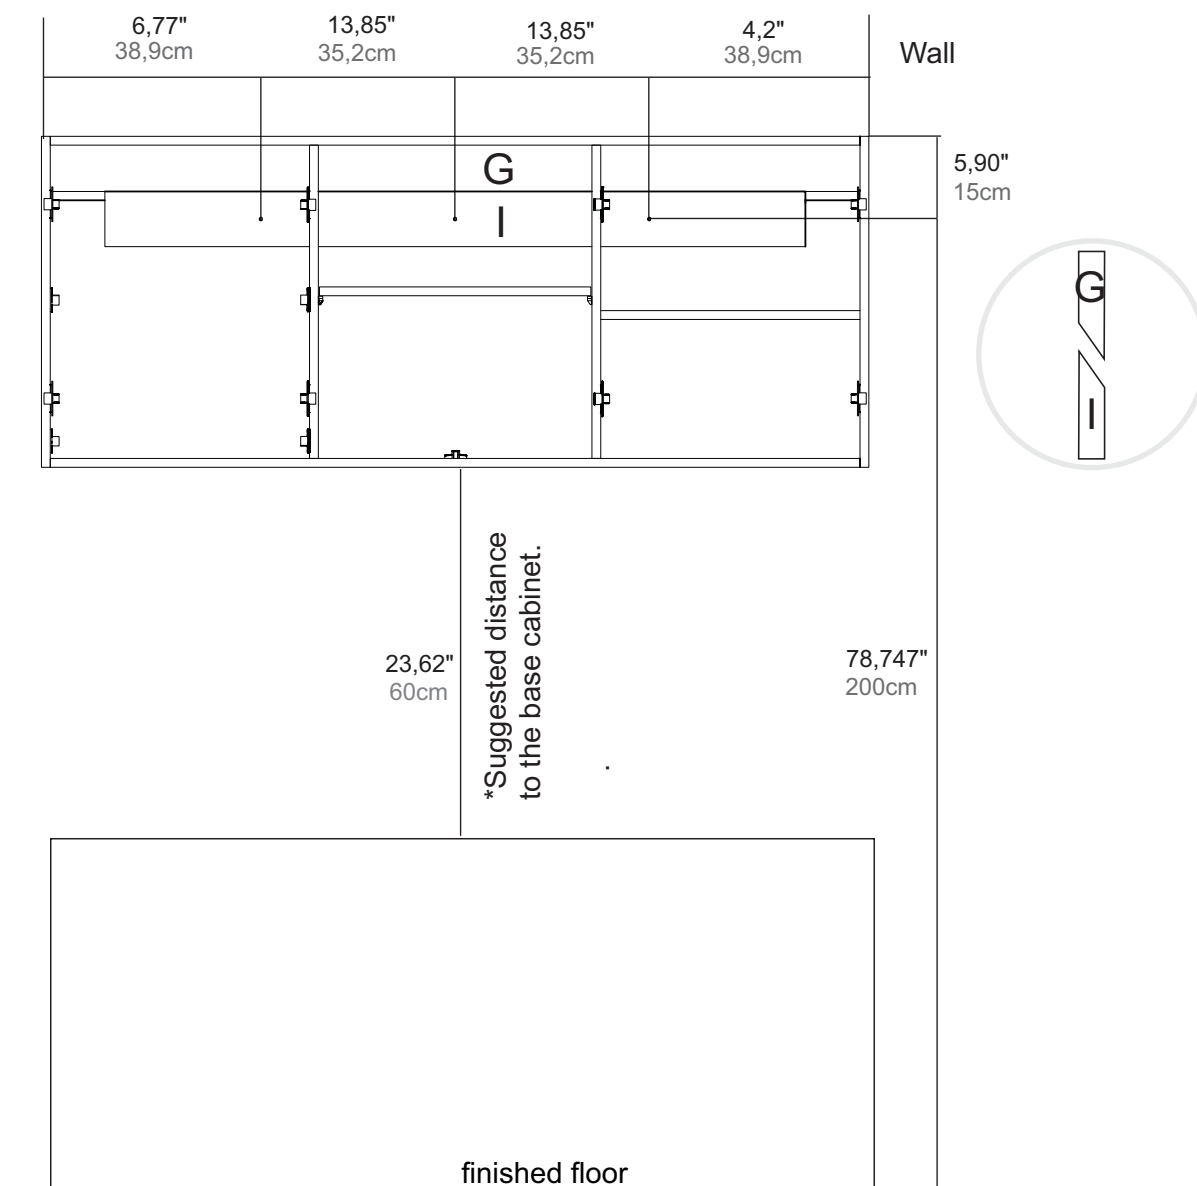 6,77"
38,9cm
13,85"
35,2cm
13,85"
35,2cm
4,2"
38,9cm
Wall
G
I
5,90"
15cm
G
I
*Suggested distance
to the base cabinet.
23,62"
60cm
78,747"
200cm
finished floor